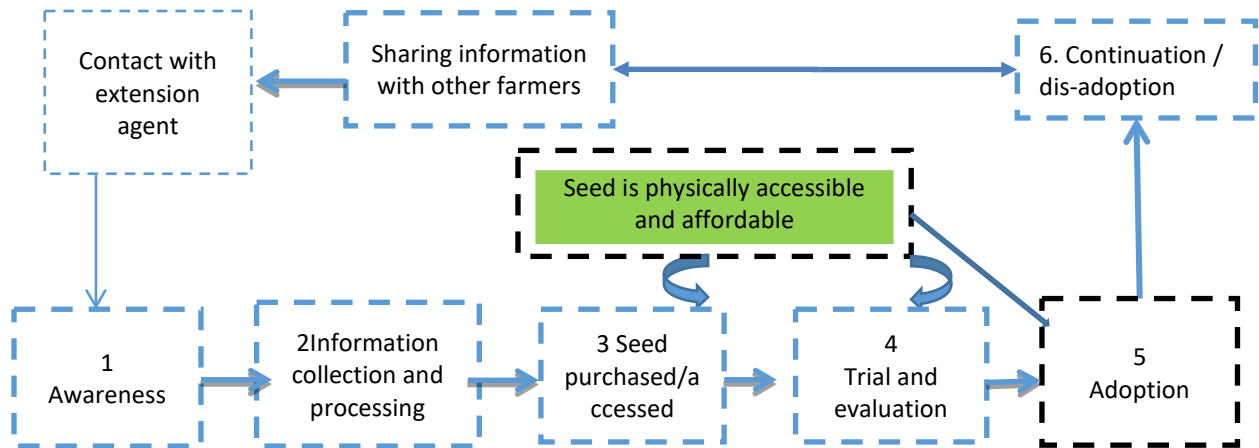 Contact with
extension
agent
Sharing information
with other farmers
6. Continuation /
dis-adoption
Seed is physically accessible
and affordable
1
Awareness
2Information
collection and
processing
3 Seed
purchased/a
ccessed
4
Trial and
evaluation
5
Adoption